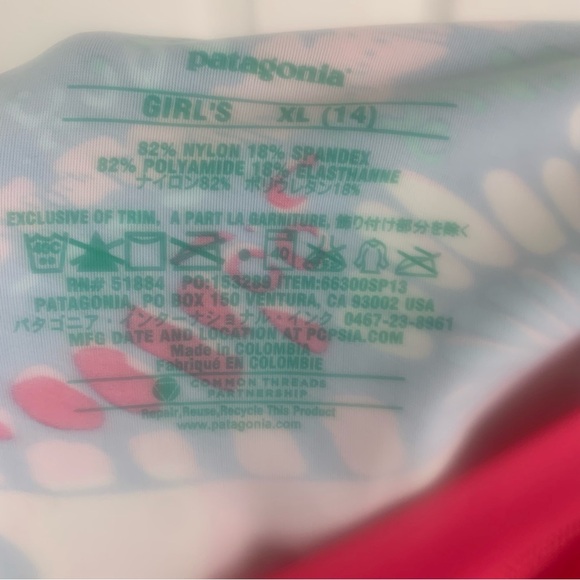 patagonia
GIRL'S XL (14)
82% NYLON 18% SPANDEX
82% POLYAMIDE 18% ELASTHANNE
ナイロン82% ポリウレタン18%
EXCLUSIVE OF TRIM, A PART LA GARNITURE, 飾り付け部分を除く
RN# 51884 PO:153289 ITEM:66300SP13
PATAGONIA, PO BOX 150 VENTURA, CA 93002 USA
パタゴニア・インターナショナル・インク 0467-23-8961
MFG DATE AND LOCATION AT PCPSIA.COM
Made in COLOMBIA
Fabriqué EN COLOMBIE
COMMON THREADS
PARTNERSHIP
Repair,Reuse,Recycle This Product
www.patagonia.com